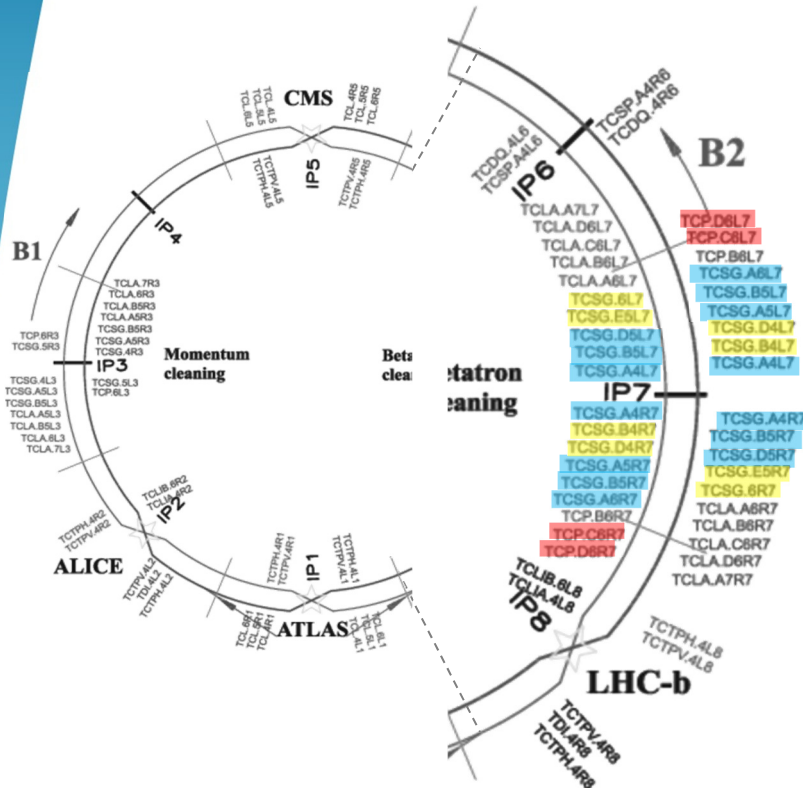 CMS
TCL.4L5
TCL.5L5
TCL.6L5
TCL.4R5
TCL.5R5
TCL.6R5
TCTPV.4L5
TCTPH.4L5
IP5
TCTPV.4R5
TCTPH.4R5
IP4
B1
TCLA.7R3
TCLA.6R3
TCLA.B5R3
TCLA.A5R3
TCSG.B5R3
TCSG.A5R3
TCSG.4R3
TCP.6R3
TCSG.5R3
IP3
Momentum
cleaning
TCSG.4L3
TCSG.A5L3
TCSG.B5L3
TCLA.A5L3
TCLA.B5L3
TCLA.6L3
TCLA.7L3
TCSG.5L3
TCP.6L3
TCLIB.6R2
TCLIA.4R2
IP2
TCTPH.4R2
TCTPV.4R2
ALICE
TCTPV.4L2
TDI.4L2
TCTPH.4L2
TCTPH.4R1
TCTPV.4R1
IP1
TCTPH.4L1
TCTPV.4L1
TCL.6R1
TCL.5R1
TCL.4R1
ATLAS
TCL.6L1
TCL.5L1
TCL.4L1
Beta
clea
TCSP.A4R6
TCDQ.4R6
TCDQ.4L6
TCSP.A4L6
IP6
B2
TCLA.A7L7
TCLA.D6L7
TCLA.C6L7
TCLA.B6L7
TCLA.A6L7
TCSG.6L7
TCSG.E5L7
TCSG.D5L7
TCSG.B5L7
TCSG.A4L7
TCP.D6L7
TCP.C6L7
TCP.B6L7
TCSG.A6L7
TCSG.B5L7
TCSG.A5L7
TCSG.D4L7
TCSG.B4L7
TCSG.A4L7
etatron
eaning
IP7
TCSG.A4R7
TCSG.B4R7
TCSG.D4R7
TCSG.A5R7
TCSG.B5R7
TCSG.A6R7
TCP.B6R7
TCP.C6R7
TCP.D6R7
TCSG.A4R7
TCSG.B5R7
TCSG.D5R7
TCSG.E5R7
TCSG.6R7
TCLA.A6R7
TCLA.B6R7
TCLA.C6R7
TCLA.D6R7
TCLA.A7R7
TCLIB.6L8
TCLIA.4L8
IP8
TCTPH.4L8
TCTPV.4L8
LHC-b
TCTPV.4R8
TDI.4R8
TCTPH.4R8